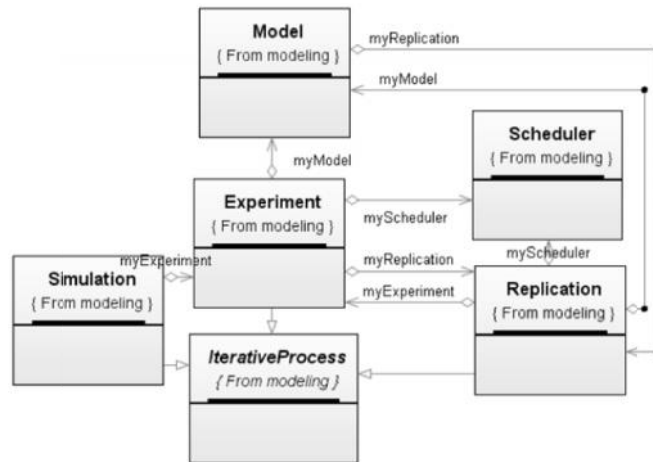 Model
{ From modeling }
myReplication
myModel
Scheduler
{ From modeling }
myModel
Experiment
{ From modeling }
myScheduler
myExperiment
myReplication
myScheduler
Simulation
{ From modeling }
myExperiment
Replication
{ From modeling }
IterativeProcess
{ From modeling }